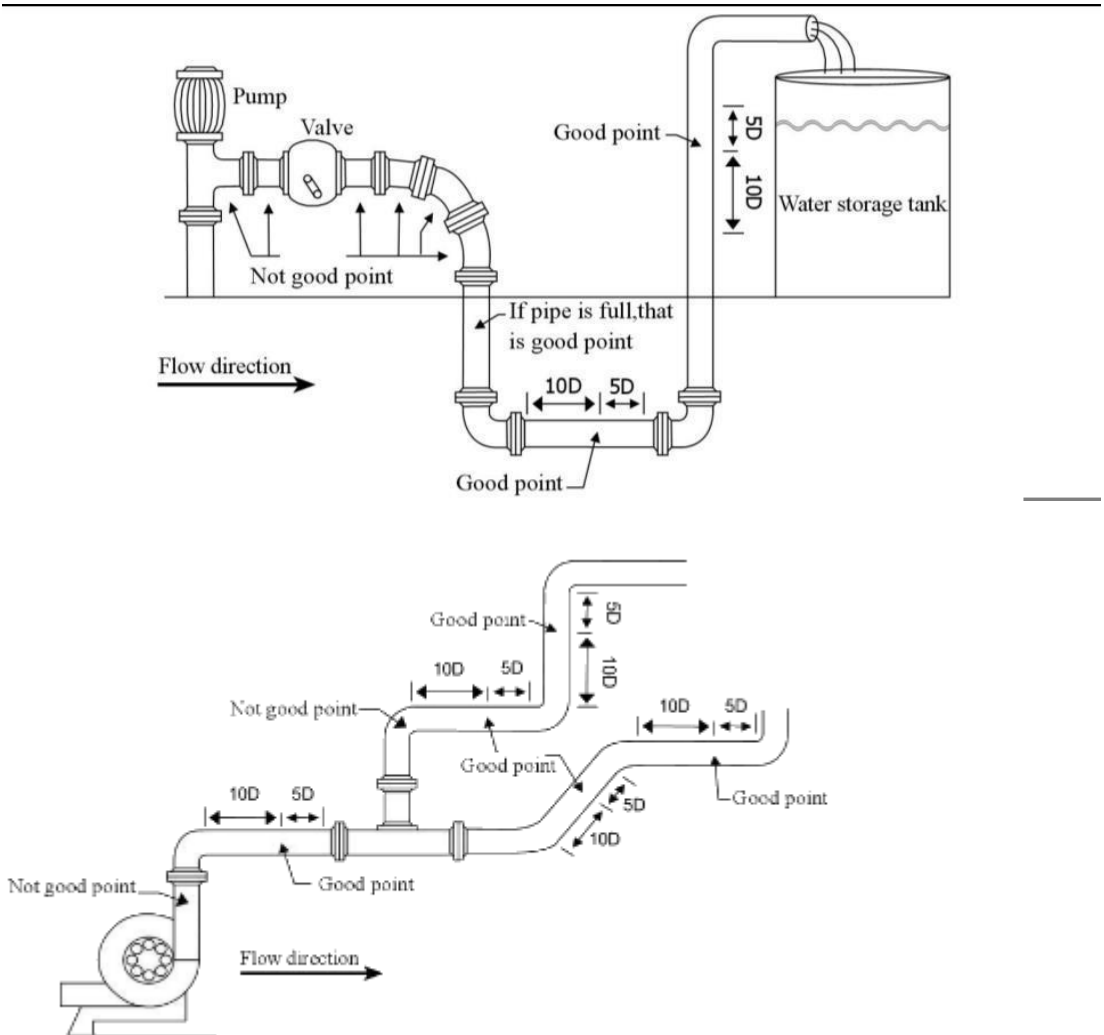 Pump
Valve
Good point
5D
10D
Water storage tank
Not good point
If pipe is full,that
is good point
Flow direction
10D
5D
Good point
Good point
5D
10D
10D
5D
Not good point
10D
5D
Good point
5D
10D
Good point
10D
5D
Good point
Not good point
Flow direction